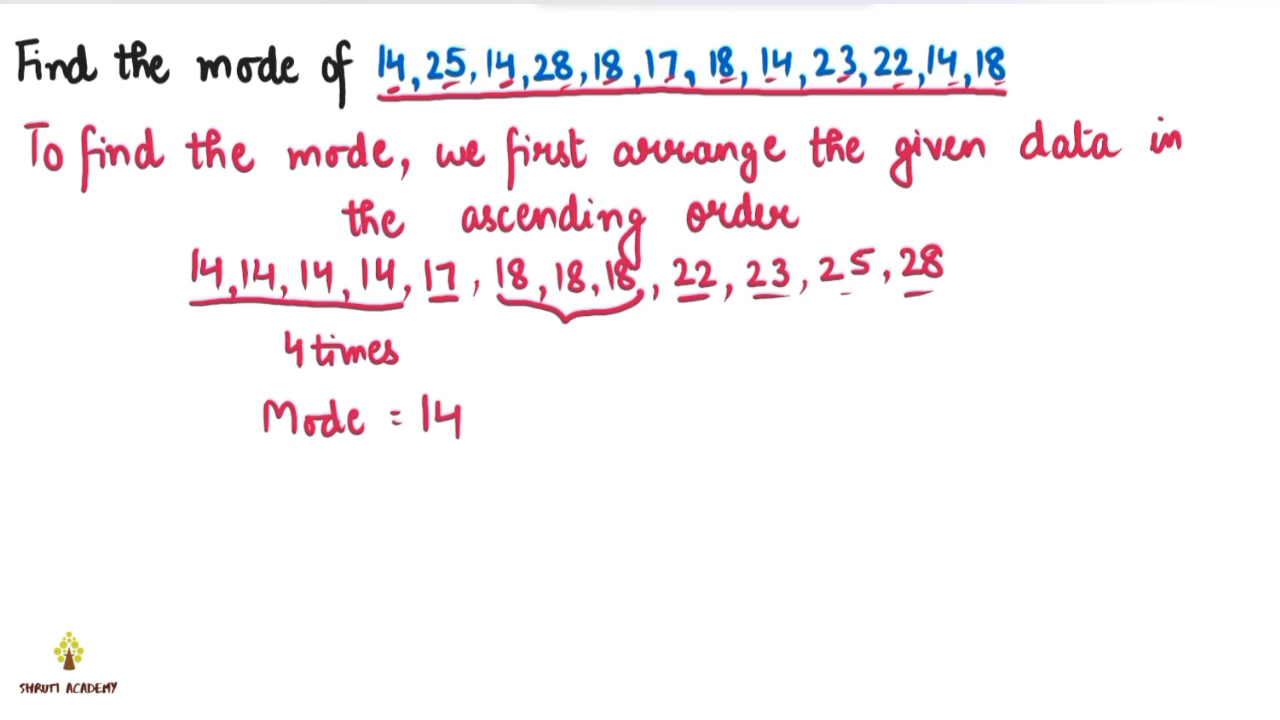 Find the mode of 14, 25, 14, 28, 18, 17, 18, 14, 23, 22, 14, 18
To find the mode, we first arrange the given data in
the ascending order
14, 14, 14, 14, 17, 18, 18, 18, 22, 23, 25, 28
4 times
Mode = 14
SHRUTI ACADEMY